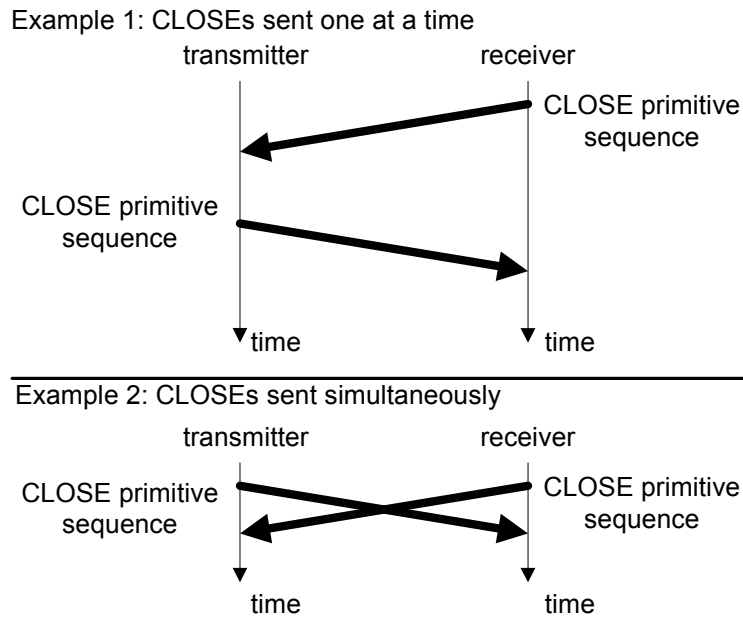 Example 1: CLOSEs sent one at a time
transmitter
receiver
CLOSE primitive
sequence
CLOSE primitive
sequence
time
time
Example 2: CLOSEs sent simultaneously
transmitter
receiver
CLOSE primitive
sequence
CLOSE primitive
sequence
time
time